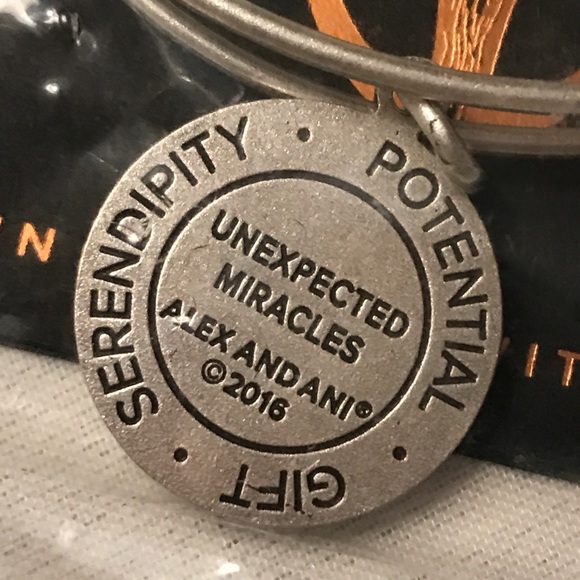 SERENDIPITY • POTENTIAL • GIFT •
UNEXPECTED
MIRACLES
ALEX AND ANI®
©2016